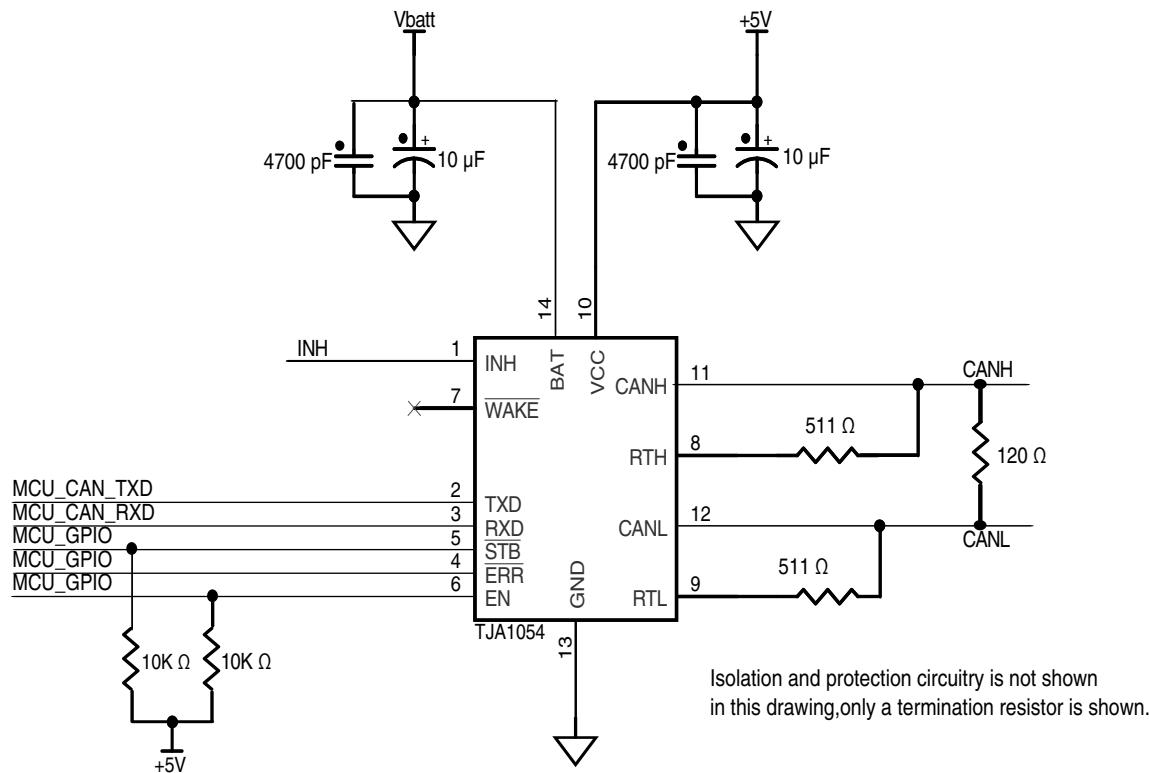 Vbatt
+5V
4700 pF
+
10 µF
4700 pF
+
10 µF
14
10
INH
1
INH
BAT
VCC
CANH
11
CANH
7
WAKE
511 Ω
8
RTH
120 Ω
MCU_CAN_TXD
2
TXD
MCU_CAN_RXD
3
RXD
12
CANL
CANL
MCU_GPIO
5
STB
MCU_GPIO
4
ERR
511 Ω
MCU_GPIO
6
EN
GND
RTL
9
TJA1054
13
10K Ω
10K Ω
+5V
Isolation and protection circuitry is not shown
in this drawing,only a termination resistor is shown.